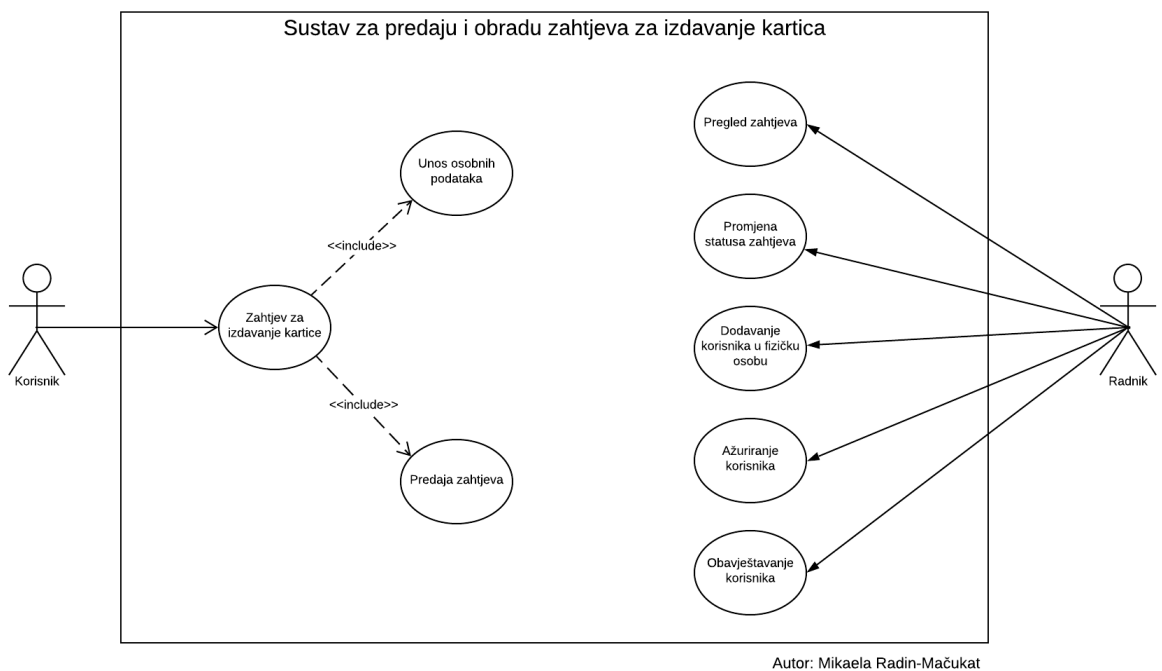 Sustav za predaju i obradu zahtjeva za izdavanje kartica
Pregled zahtjeva
Unos osobnih
podataka
Promjena
statusa zahtjeva
<<include>>
Zahtjev za
izdavanje kartice
Dodavanje
korisnika u fizičku
osobu
Korisnik
Radnik
<<include>>
Ažuriranje
korisnika
Predaja zahtjeva
Obavještavanje
korisnika
Autor: Mikaela Radin-Mačukat